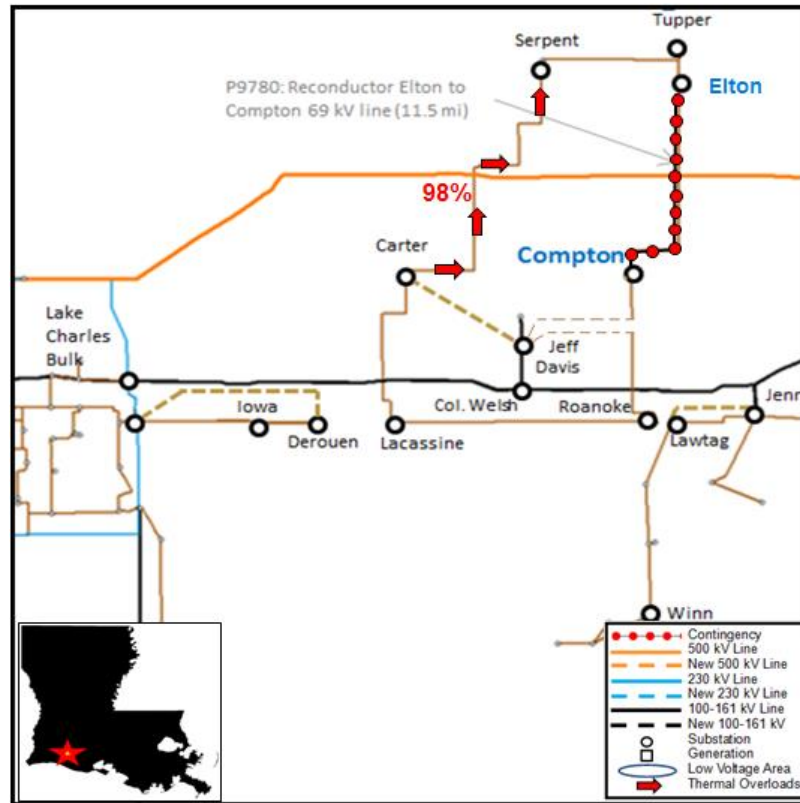 Tupper
Serpent
P9780: Reconductor Elton to
Compton 69 kV line (11.5 mi)
Elton
98%
Carter
Compton
Lake
Charles
Bulk
Jeff
Davis
Iowa
Col. Welsh
Roanoke
Jenn
Derouen
Lacassine
Lawtag
Winn
Contingency
500 kV Line
New 500 kV Line
230 kV Line
New 230 kV Line
100-161 kV Line
New 100-161 kV
Substation
Generation
Low Voltage Area
Thermal Overloads